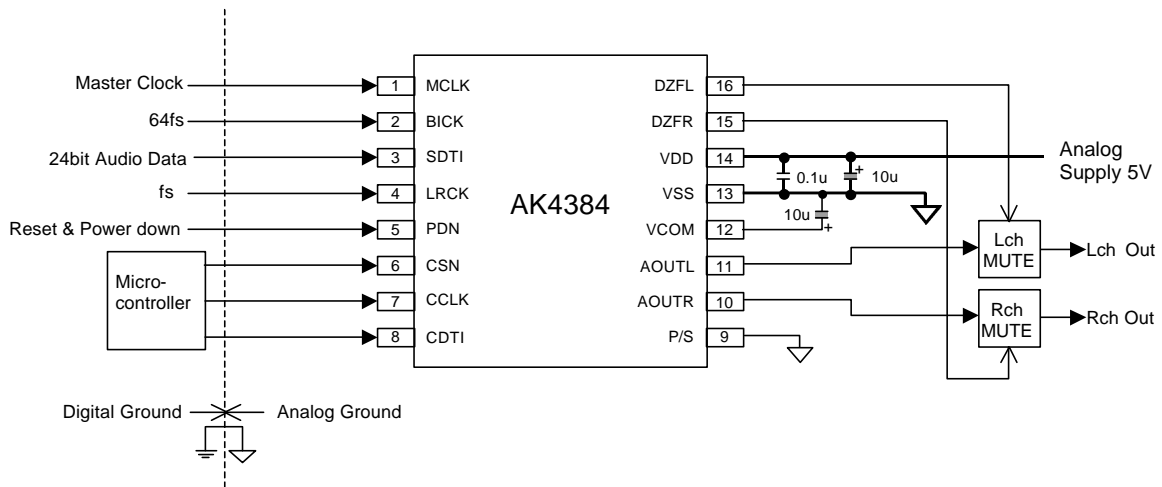 Master Clock
64fs
24bit Audio Data
fs
Reset & Power down
Micro-
controller
1 MCLK
2 BICK
3 SDTI
4 LRCK
5 PDN
6 CSN
7 CCLK
8 CDTI
AK4384
DZFL 16
DZFR 15
VDD 14
VSS 13
VCOM 12
AOUTL 11
AOUTR 10
P/S 9
0.1u
+ 10u
10u +
Analog
Supply 5V
Lch
MUTE
Lch Out
Rch
MUTE
Rch Out
Digital Ground
Analog Ground